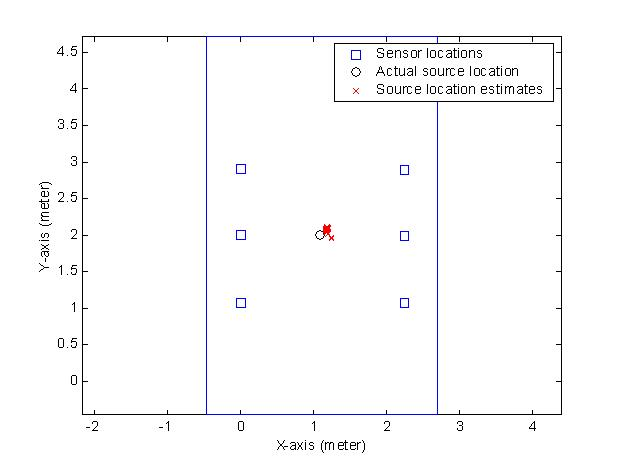 4.5
4
3.5
3
2.5
2
1.5
1
0.5
0
Y-axis (meter)
Sensor locations
Actual source location
Source location estimates
-2 -1 0 1 2 3 4
X-axis (meter)